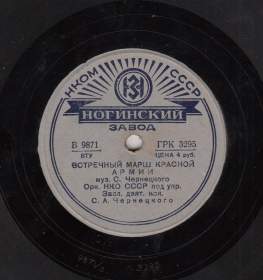 НКОМ СССР
НОГИНСКИЙ
ЗАВОД
В 9871 ГРК 3295
ВТУ ЦЕНА 4 руб.
ВСТРЕЧНЫЙ МАРШ КРАСНОЙ
АРМИИ
муз. С. Чернецкого
Орк. НКО СССР под упр.
Засл. деят. иск.
С. А. Чернецкого